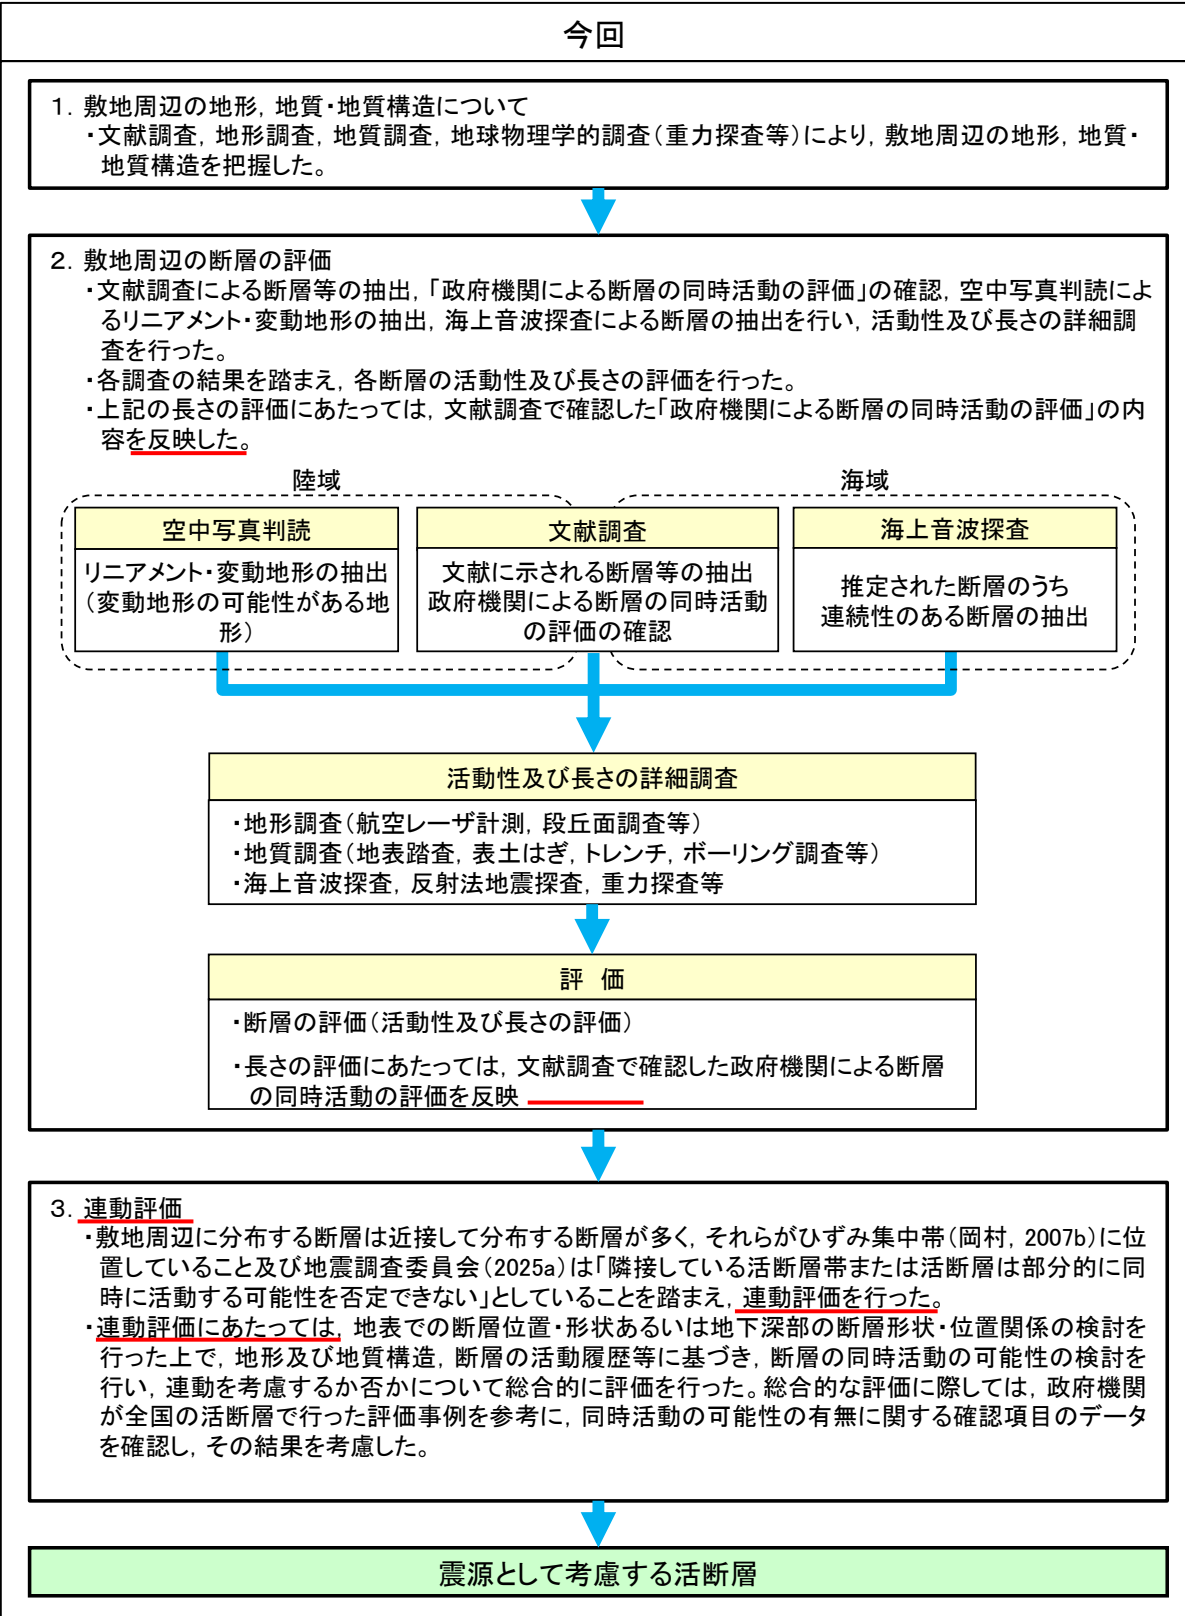 今回
1．敷地周辺の地形，地質・地質構造について
・文献調査，地形調査，地質調査，地球物理学的調査（重力探査等）により，敷地周辺の地形，地質・
地質構造を把握した。
2．敷地周辺の断層の評価
・文献調査による断層等の抽出，「政府機関による断層の同時活動の評価」の確認，空中写真判読によ
るリニアメント・変動地形の抽出，海上音波探査による断層の抽出を行い，活動性及び長さの詳細調
査を行った。
・各調査の結果を踏まえ，各断層の活動性及び長さの評価を行った。
・上記の長さの評価にあたっては，文献調査で確認した「政府機関による断層の同時活動の評価」の内
容を反映した。
陸域
海域
空中写真判読
リニアメント・変動地形の抽出
（変動地形の可能性がある地
形）
文献調査
文献に示される断層等の抽出
政府機関による断層の同時活動
の評価の確認
海上音波探査
推定された断層のうち
連続性のある断層の抽出
活動性及び長さの詳細調査
・地形調査（航空レーザ計測，段丘面調査等）
・地質調査（地表踏査，表土はぎ，トレンチ，ボーリング調査等）
・海上音波探査，反射法地震探査，重力探査等
評 価
・断層の評価（活動性及び長さの評価）
・長さの評価にあたっては，文献調査で確認した政府機関による断層
の同時活動の評価を反映
3．連動評価
・敷地周辺に分布する断層は近接して分布する断層が多く，それらがひずみ集中帯（岡村，2007b）に位
置していること及び地震調査委員会（2025a）は「隣接している活断層帯または活断層は部分的に同
時に活動する可能性を否定できない」としていることを踏まえ，連動評価を行った。
・連動評価にあたっては，地表での断層位置・形状あるいは地下深部の断層形状・位置関係の検討を
行った上で，地形及び地質構造，断層の活動履歴等に基づき，断層の同時活動の可能性の検討を
行い，連動を考慮するか否かについて総合的に評価を行った。総合的な評価に際しては，政府機関
が全国の活断層で行った評価事例を参考に，同時活動の可能性の有無に関する確認項目のデータ
を確認し，その結果を考慮した。
震源として考慮する活断層